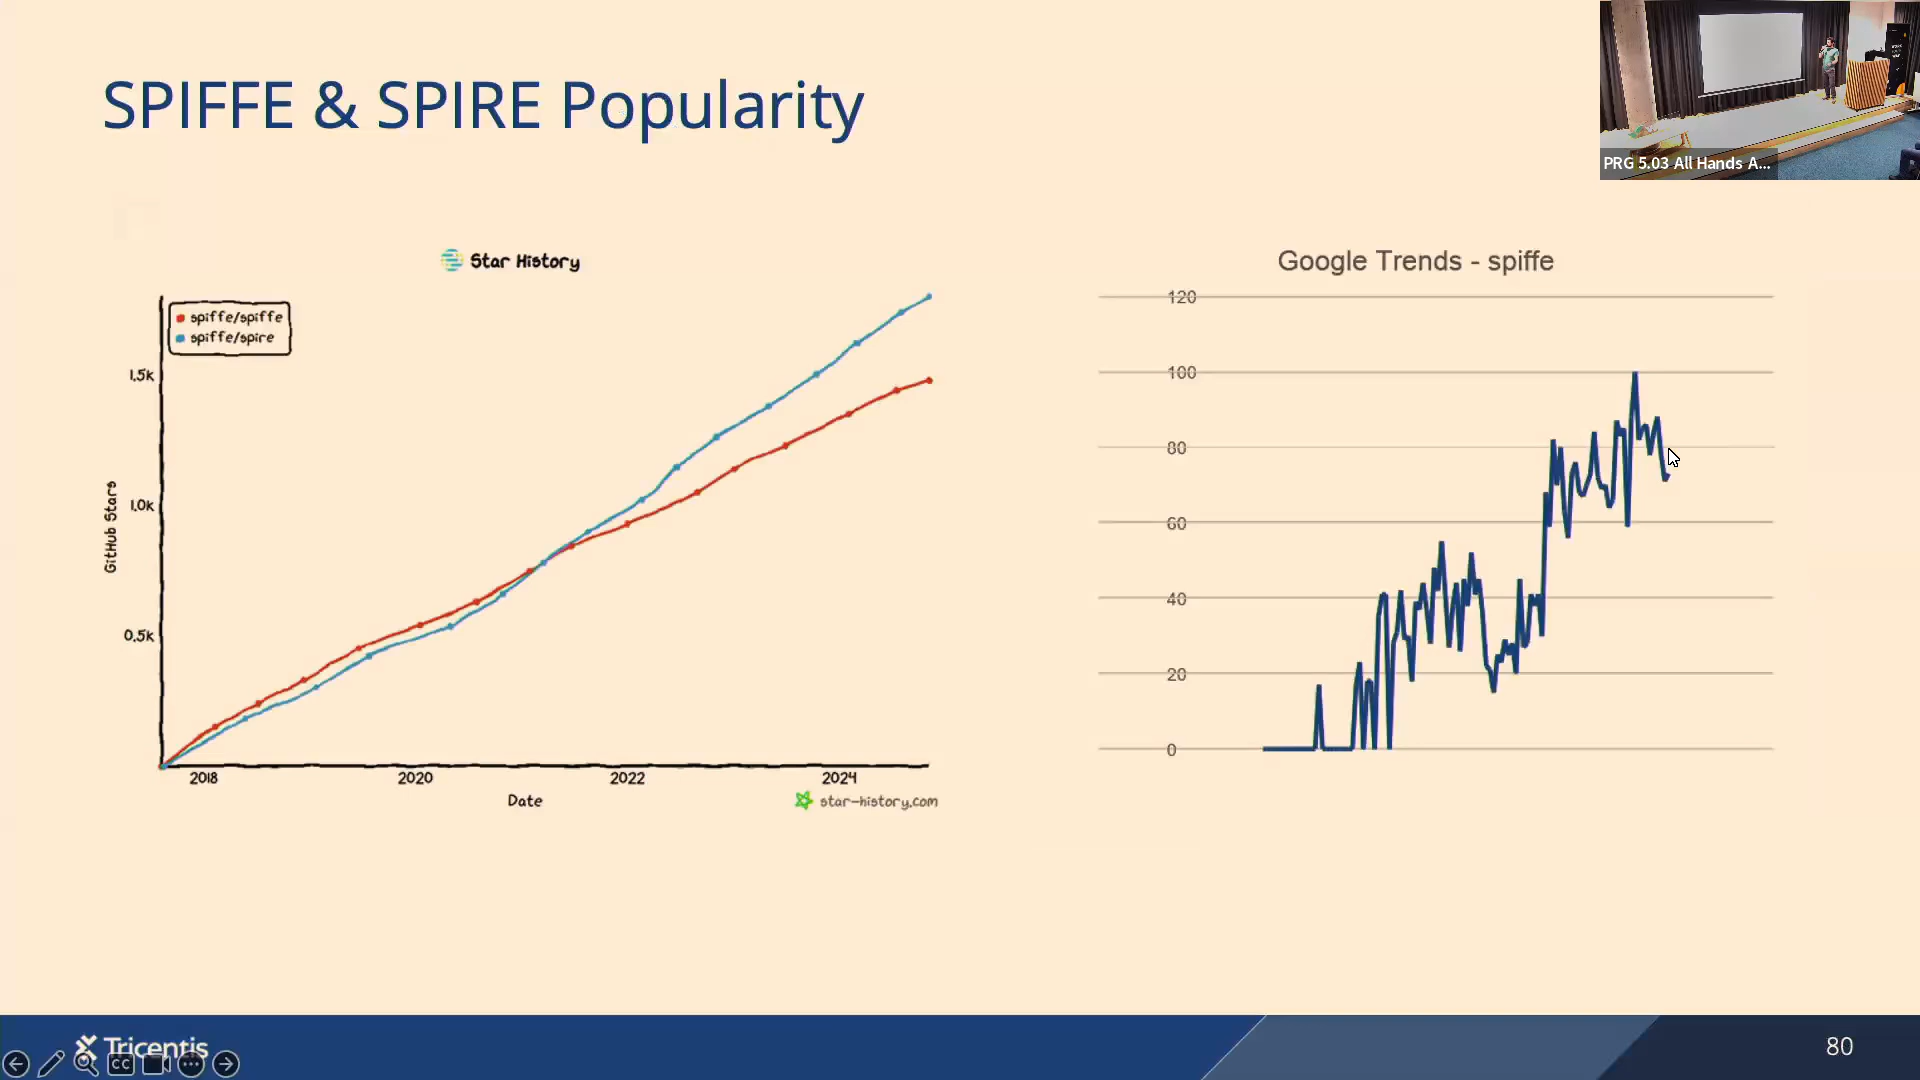 SPIFFE & SPIRE Popularity
PRG 5.03 All Hands A...
Star History
spiffe/spiffe
spiffe/spire
1.5k
1.0k
0.5k
GitHub Stars
2018
2020
2022
2024
Date
star-history.com
Google Trends - spiffe
120
100
80
60
40
20
0
Tricentis
CC
80